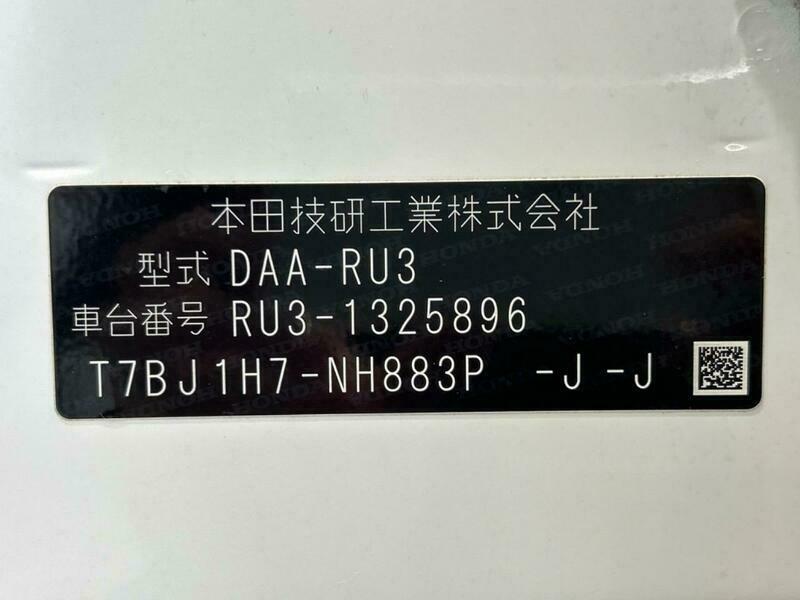 本田技研工業株式会社
型式 DAA-RU3
車台番号 RU3-1325896
T7BJ1H7-NH883P -J-J